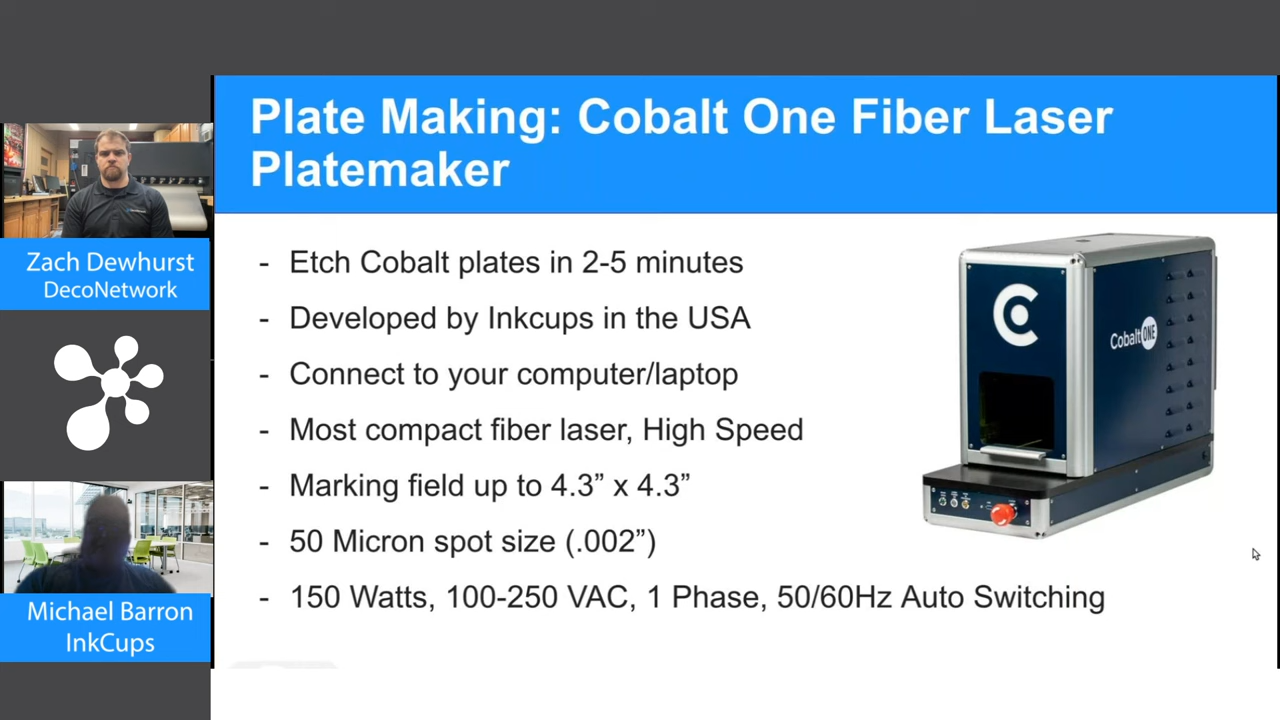 Plate Making: Cobalt One Fiber Laser
Platemaker
Zach Dewhurst
DecoNetwork
- Etch Cobalt plates in 2-5 minutes
- Developed by Inkcups in the USA
- Connect to your computer/laptop
- Most compact fiber laser, High Speed
- Marking field up to 4.3” x 4.3”
- 50 Micron spot size (.002”)
- 150 Watts, 100-250 VAC, 1 Phase, 50/60Hz Auto Switching
Cobalt ONE
Michael Barron
InkCups